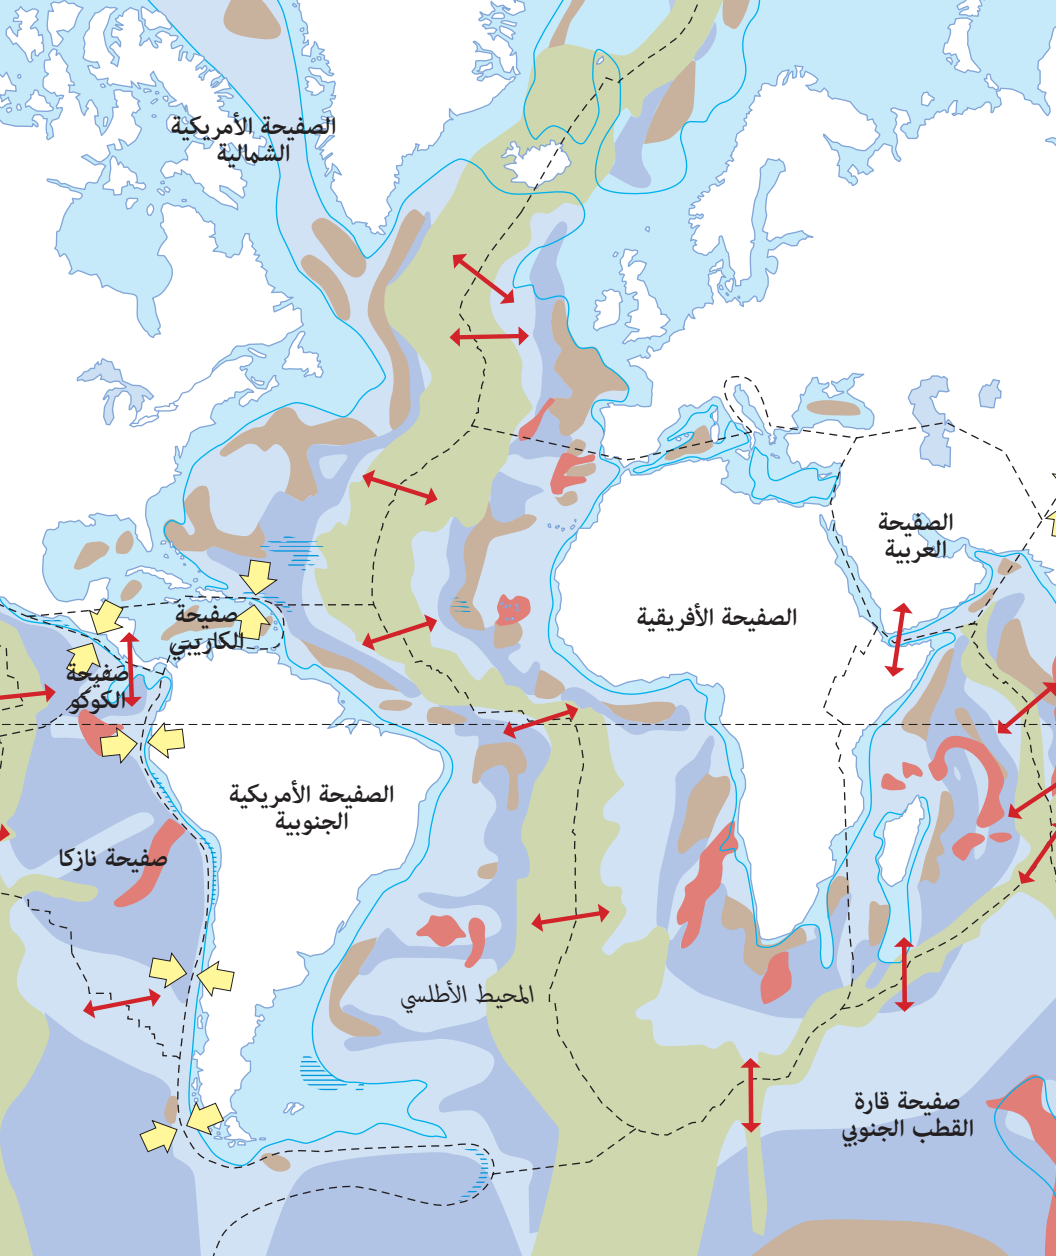 الصفيحة الأمريكية
الشمالية
الصفيحة
العربية
صفيحة
الكاريبي
الصفيحة الأفريقية
صفيحة
الكوكو
الصفيحة الأمريكية
الجنوبية
صفيحة نازكا
المحيط الأطلسي
صفيحة قارة
القطب الجنوبي